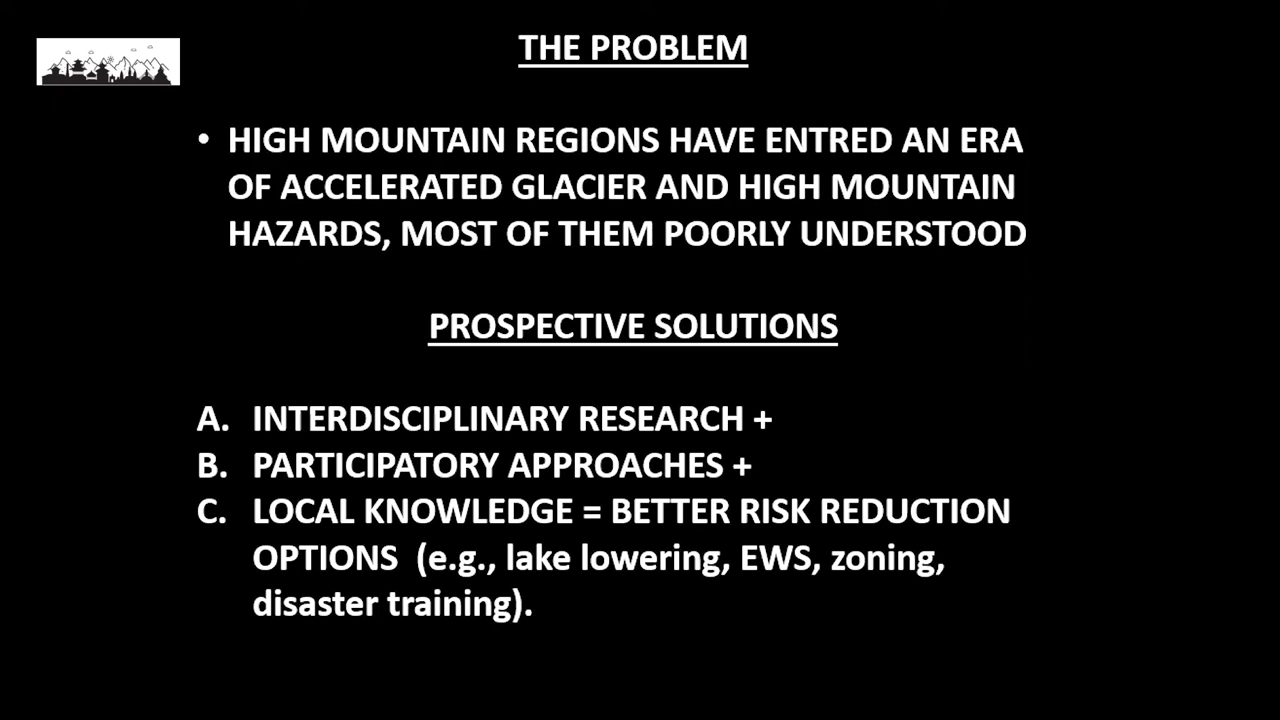 THE PROBLEM
• HIGH MOUNTAIN REGIONS HAVE ENTRED AN ERA
OF ACCELERATED GLACIER AND HIGH MOUNTAIN
HAZARDS, MOST OF THEM POORLY UNDERSTOOD
PROSPECTIVE SOLUTIONS
A. INTERDISCIPLINARY RESEARCH +
B. PARTICIPATORY APPROACHES +
C. LOCAL KNOWLEDGE = BETTER RISK REDUCTION
OPTIONS (e.g., lake lowering, EWS, zoning,
disaster training).